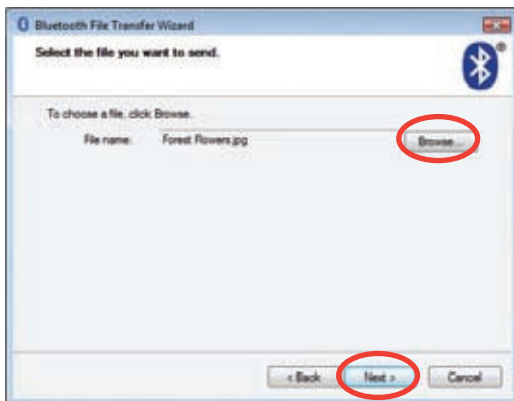 Bluetooth File Transfer Wizard
Select the file you want to send.
®
To choose a file, click Browse.
File name: Forest Flowers.jpg Browse...
< Back Next > Cancel